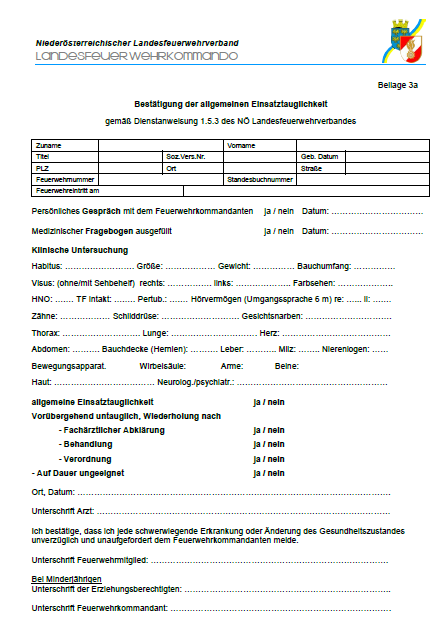 Niederösterreichischer Landesfeuerwehrverband
LANDESFEUERWEHRKOMMANDO
Beilage 3a
Bestätigung der allgemeinen Einsatztauglichkeit
gemäß Dienstanweisung 1.5.3 des NÖ Landesfeuerwehrverbandes
Zuname Vorname
Titel Soz.Vers.Nr. Geb. Datum
PLZ Ort Straße
Feuerwehrnummer Standesbuchnummer
Feuerwehreintritt am
Persönliches Gespräch mit dem Feuerwehrkommandanten ja / nein Datum: ....................................
Medizinischer Fragebogen ausgefüllt ja / nein Datum: ....................................
Klinische Untersuchung
Habitus: .......................... Größe: ................... Gewicht: ................ Bauchumfang: ................
Visus: (ohne/mit Sehbehelf) rechts: ................ links: ................... Farbsehen: .....................
HNO: ....... TF intakt: ........ Pertub.: ....... Hörvermögen (Umgangssprache 6 m) re: ...... li: .......
Zähne: ................... Schilddrüse: .............................. Gesichtsnarben: .................................
Thorax: .............................. Lunge: ................................. Herz: .........................................
Abdomen: .......... Bauchdecke (Hernien): .......... Leber: ........... Milz: ........ Nierenlogen: ......
Bewegungsapparat. Wirbelsäule: Arme: Beine:
Haut: ...................................... Neurolog./psychiatr.: .........................................................
allgemeine Einsatztauglichkeit ja / nein
Vorübergehend untauglich, Wiederholung nach
- Fachärztlicher Abklärung ja / nein
- Behandlung ja / nein
- Verordnung ja / nein
- Auf Dauer ungeeignet ja / nein
Ort, Datum: ........................................................................................................................
Unterschrift Arzt: ................................................................................................................
Ich bestätige, dass ich jede schwerwiegende Erkrankung oder Änderung des Gesundheitszustandes
unverzüglich und unaufgefordert dem Feuerwehrkommandanten melde.
Unterschrift Feuerwehrmitglied: ...........................................................................................
Bei Minderjährigen
Unterschrift der Erziehungsberechtigten: ..............................................................................
Unterschrift Feuerwehrkommandant: ...................................................................................